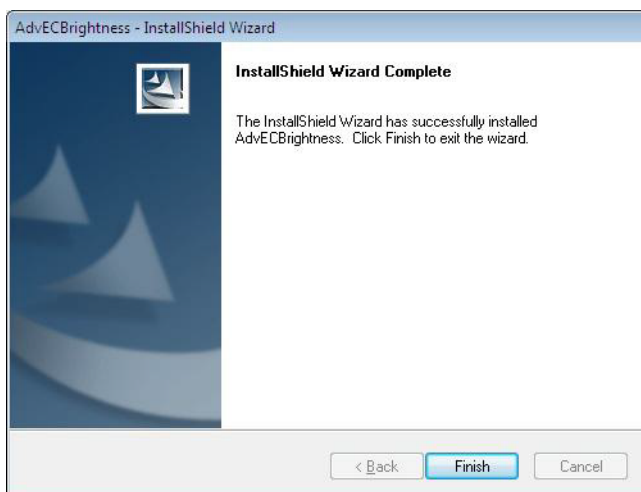 AdvECBrightness - InstallShield Wizard
InstallShield Wizard Complete
The InstallShield Wizard has successfully installed
AdvECBrightness.  Click Finish to exit the wizard.
< Back
Finish
Cancel